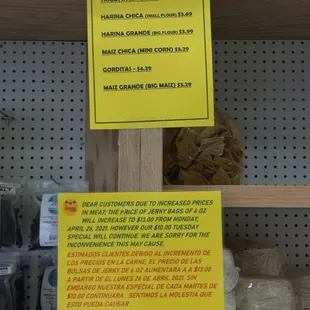 HARINA CHICA (SMALL FLOUR) $3.69
HARINA GRANDE (BIG FLOUR) $3.99
MAIZ CHICA (MINI CORN) $3.29
GORDITAS - $4.29
MAIZ GRANDE (BIG MAIZ) $3.29
DEAR CUSTOMERS DUE TO INCREASED PRICES
IN MEAT; THE PRICE OF JERKY BAGS OF 6 OZ
WILL INCREASE TO $13.00 FROM MONDAY,
APRIL 26, 2021. HOWEVER OUR $10.00 TUESDAY
SPECIAL WILL CONTINUE. WE ARE SORRY FOR THE
INCONVENIENCE THIS MAY CAUSE.
ESTIMADOS CLIENTES DEBIDO AL INCREMENTO DE
LOS PRECIOS EN LA CARNE; EL PRECIO DE LAS
BOLSAS DE JERKY DE 6 OZ AUMENTARA A A $13.00
A PARTIR DE EL LUNES 26 DE ABRIL 2021. SIN
EMBARGO NUESTRA ESPECIAL DE CADA MARTES DE
$10.00 CONTINUARA. SENTIMOS LA MOLESTIA QUE
ESTO PUEDA CAUSAR